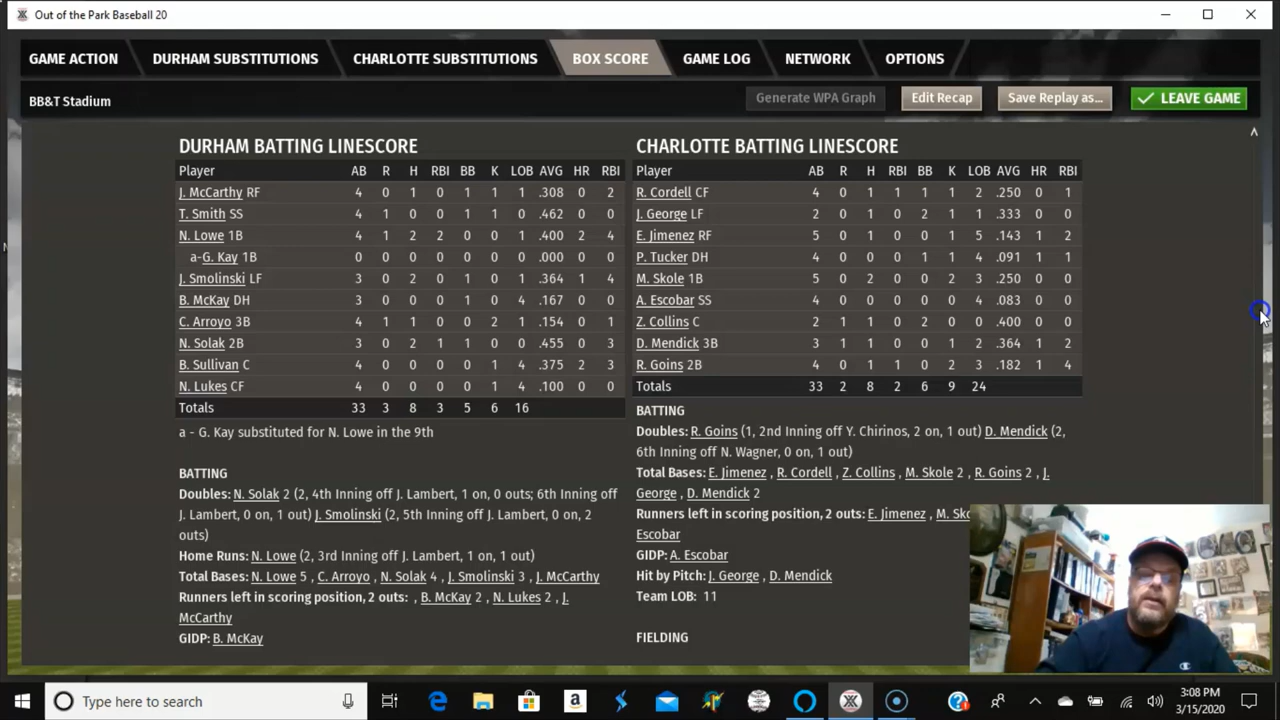 Out of the Park Baseball 20
GAME ACTION DURHAM SUBSTITUTIONS CHARLOTTE SUBSTITUTIONS BOX SCORE GAME LOG NETWORK OPTIONS
BB&T Stadium Generate WPA Graph Edit Recap Save Replay as... LEAVE GAME
DURHAM BATTING LINESCORE
Player AB R H RBI BB K LOB AVG HR RBI
J. McCarthy RF 4 0 1 0 1 1 1 .308 0 2
T. Smith SS 4 1 0 0 1 1 1 .462 0 0
N. Lowe 1B 4 1 2 2 0 0 1 .400 2 4
a-G. Kay 1B 0 0 0 0 0 0 0 .000 0 0
J. Smolinski LF 3 0 2 0 1 0 1 .364 1 4
B. McKay DH 3 0 0 0 1 0 4 .167 0 0
C. Arroyo 3B 4 1 1 0 0 2 1 .154 0 1
N. Solak 2B 3 0 2 1 1 0 0 .455 0 3
B. Sullivan C 4 0 0 0 0 1 4 .375 2 3
N. Lukes CF 4 0 0 0 0 1 4 .100 0 0
Totals 33 3 8 3 5 6 16
a - G. Kay substituted for N. Lowe in the 9th
BATTING
Doubles: N. Solak 2 (2, 4th Inning off J. Lambert, 1 on, 0 outs; 6th Inning off
J. Lambert, 0 on, 1 out) J. Smolinski (2, 5th Inning off J. Lambert, 0 on, 2
outs)
Home Runs: N. Lowe (2, 3rd Inning off J. Lambert, 1 on, 1 out)
Total Bases: N. Lowe 5 , C. Arroyo , N. Solak 4 , J. Smolinski 3 , J. McCarthy
Runners left in scoring position, 2 outs: , B. McKay 2 , N. Lukes 2 , J.
McCarthy
GIDP: B. McKay
CHARLOTTE BATTING LINESCORE
Player AB R H RBI BB K LOB AVG HR RBI
R. Cordell CF 4 0 1 1 1 1 2 .250 0 1
J. George LF 2 0 1 0 2 1 1 .333 0 0
E. Jimenez RF 5 0 1 0 0 1 5 .143 1 2
P. Tucker DH 4 0 0 0 1 1 4 .091 1 1
M. Skole 1B 5 0 2 0 0 2 3 .250 0 0
A. Escobar SS 4 0 0 0 0 0 4 .083 0 0
Z. Collins C 2 1 1 0 2 0 0 .400 0 0
D. Mendick 3B 3 1 1 0 0 1 2 .364 1 2
R. Goins 2B 4 0 1 1 0 2 3 .182 1 4
Totals 33 2 8 2 6 9 24
BATTING
Doubles: R. Goins (1, 2nd Inning off Y. Chirinos, 2 on, 1 out) D. Mendick (2,
6th Inning off N. Wagner, 0 on, 1 out)
Total Bases: E. Jimenez , R. Cordell , Z. Collins , M. Skole 2 , R. Goins 2 , J.
George , D. Mendick 2
Runners left in scoring position, 2 outs: E. Jimenez , M. Sko
Escobar
GIDP: A. Escobar
Hit by Pitch: J. George , D. Mendick
Team LOB: 11
FIELDING
Type here to search
3:08 PM
3/15/2020